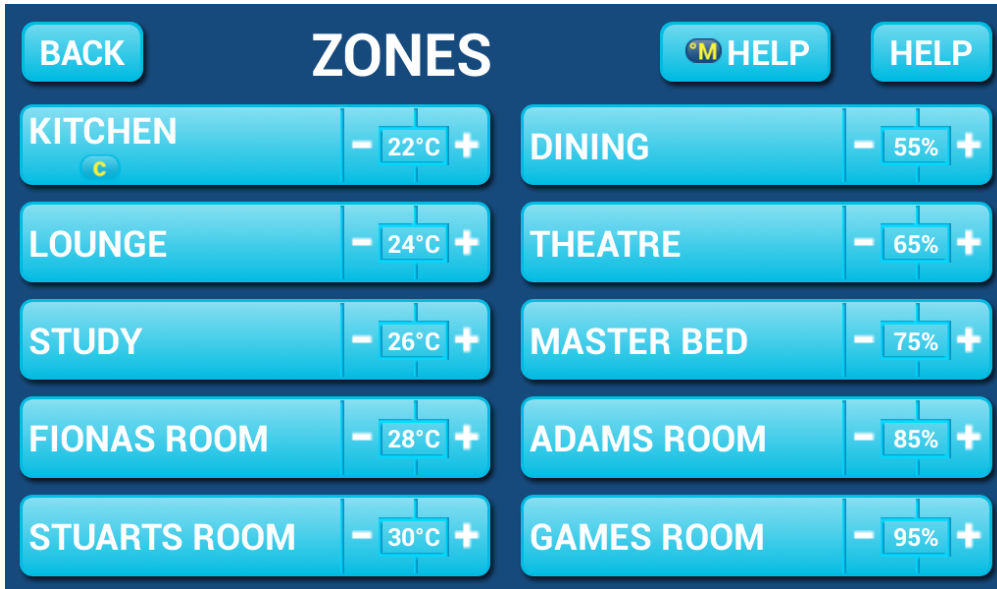 BACK ZONES °M HELP HELP
KITCHEN - 22°C +
C
DINING - 55% +
LOUNGE - 24°C +
THEATRE - 65% +
STUDY - 26°C +
MASTER BED - 75% +
FIONAS ROOM - 28°C +
ADAMS ROOM - 85% +
STUARTS ROOM - 30°C +
GAMES ROOM - 95% +